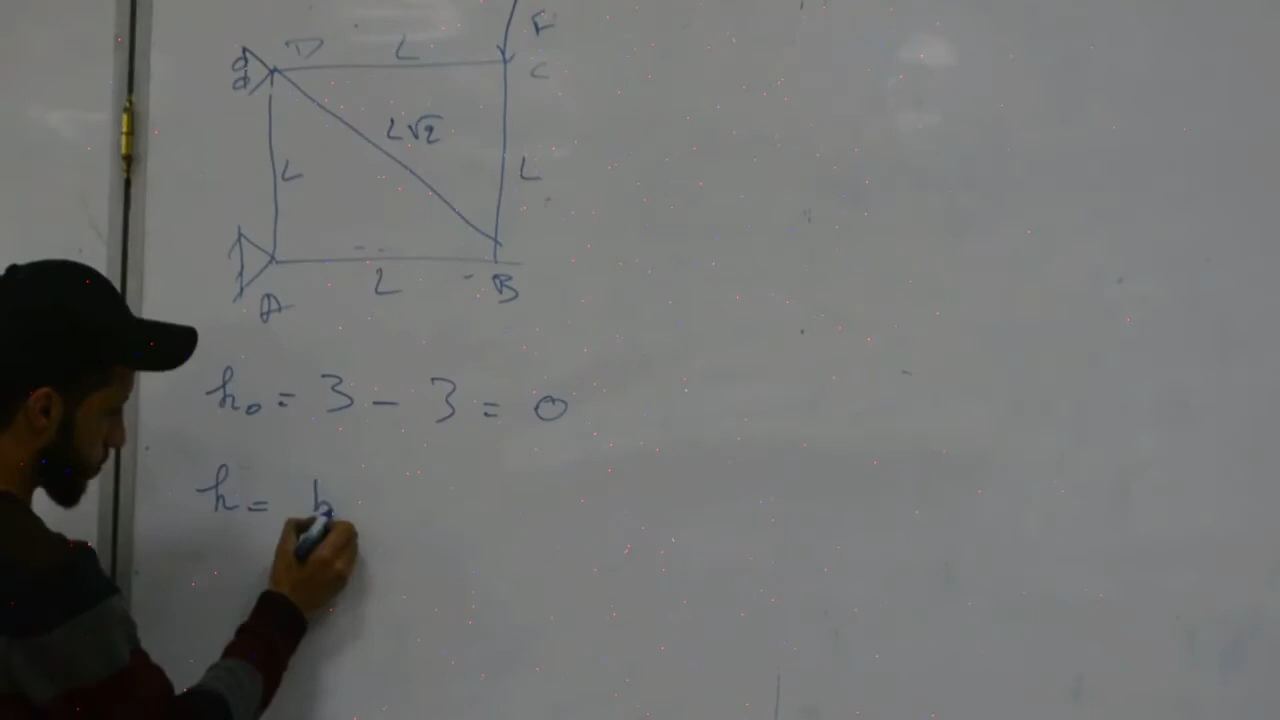 F
D L C
L√2
L L
A L B
h₀ = 3 - 3 = 0
h = b